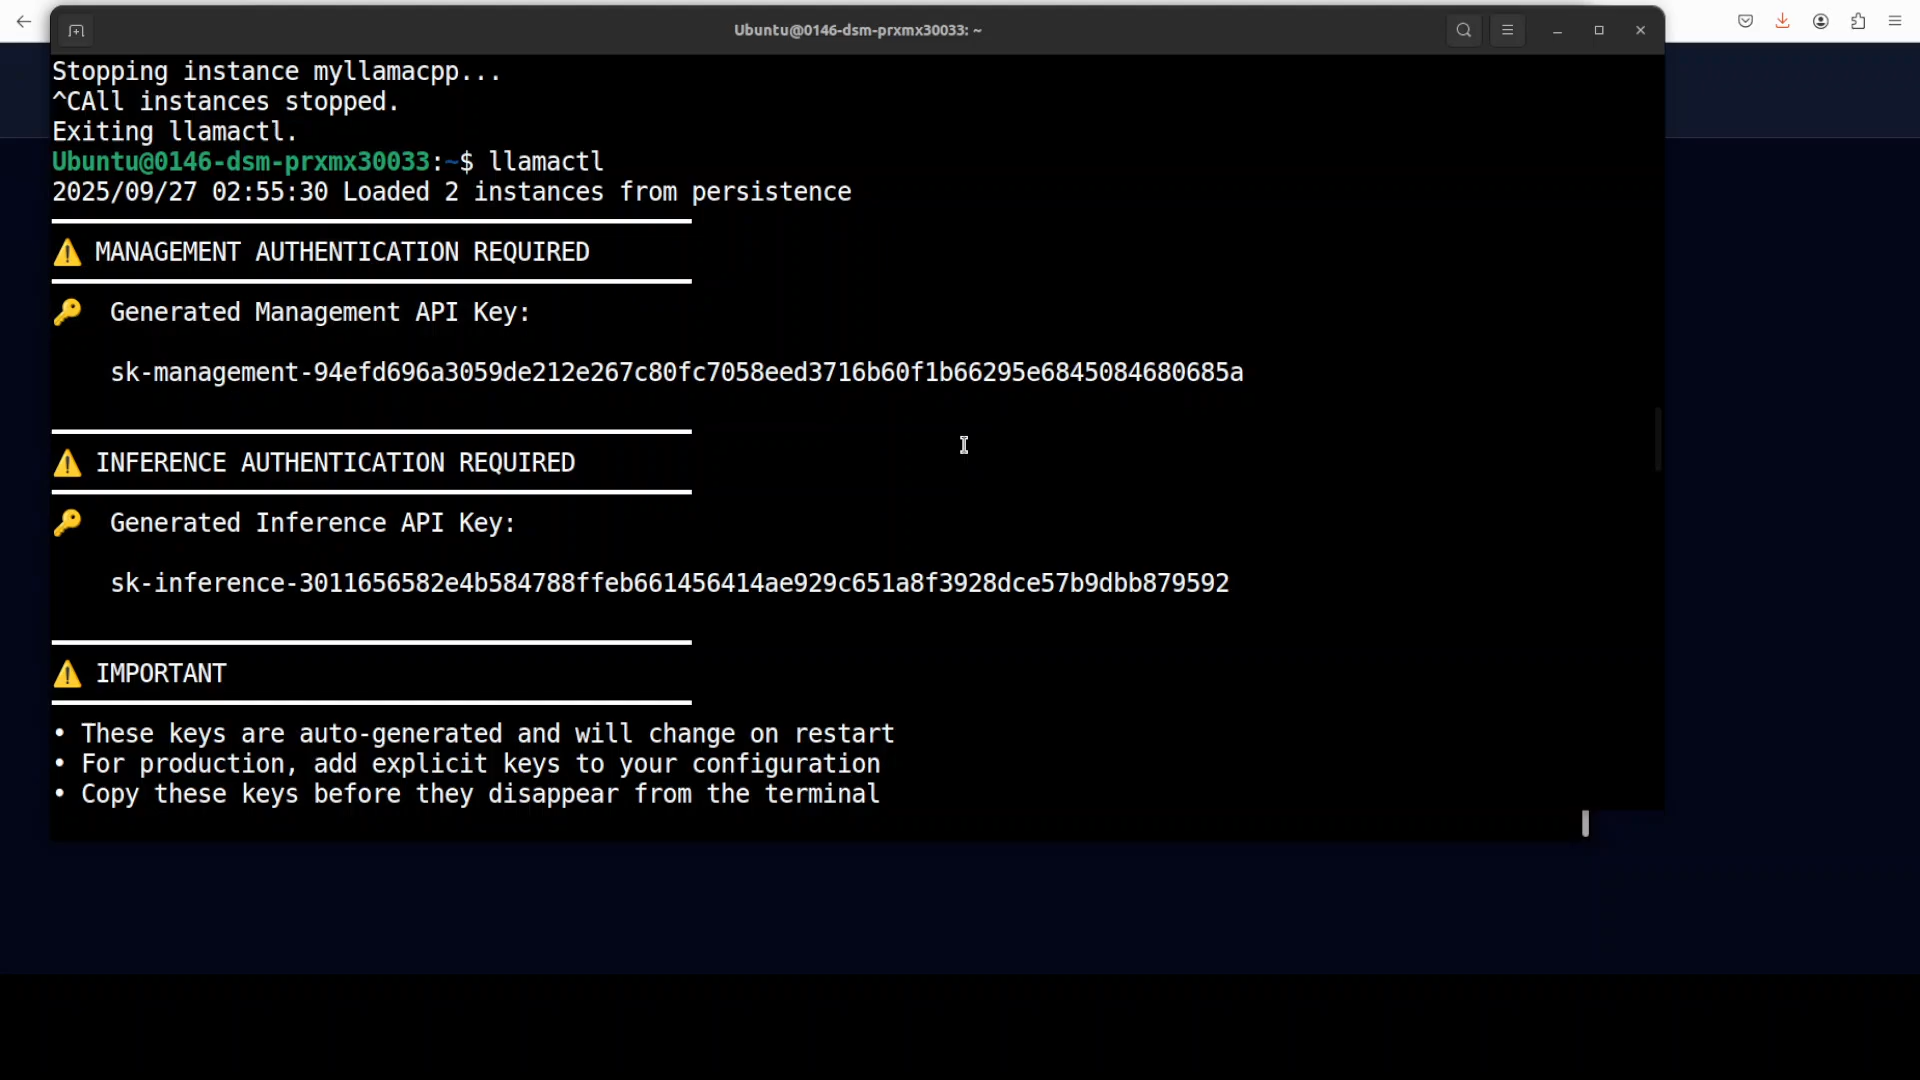 Ubuntu@0146-dsm-prxmx30033: ~
Stopping instance myllamacpp...
^CAll instances stopped.
Exiting llamactl.
Ubuntu@0146-dsm-prxmx30033:~$ llamactl
2025/09/27 02:55:30 Loaded 2 instances from persistence
⚠️ MANAGEMENT AUTHENTICATION REQUIRED
🔑 Generated Management API Key:
sk-management-94efd696a3059de212e267c80fc7058eed3716b60f1b66295e6845084680685a
⚠️ INFERENCE AUTHENTICATION REQUIRED
🔑 Generated Inference API Key:
sk-inference-3011656582e4b584788ffeb661456414ae929c651a8f3928dce57b9dbb879592
⚠️ IMPORTANT
• These keys are auto-generated and will change on restart
• For production, add explicit keys to your configuration
• Copy these keys before they disappear from the terminal